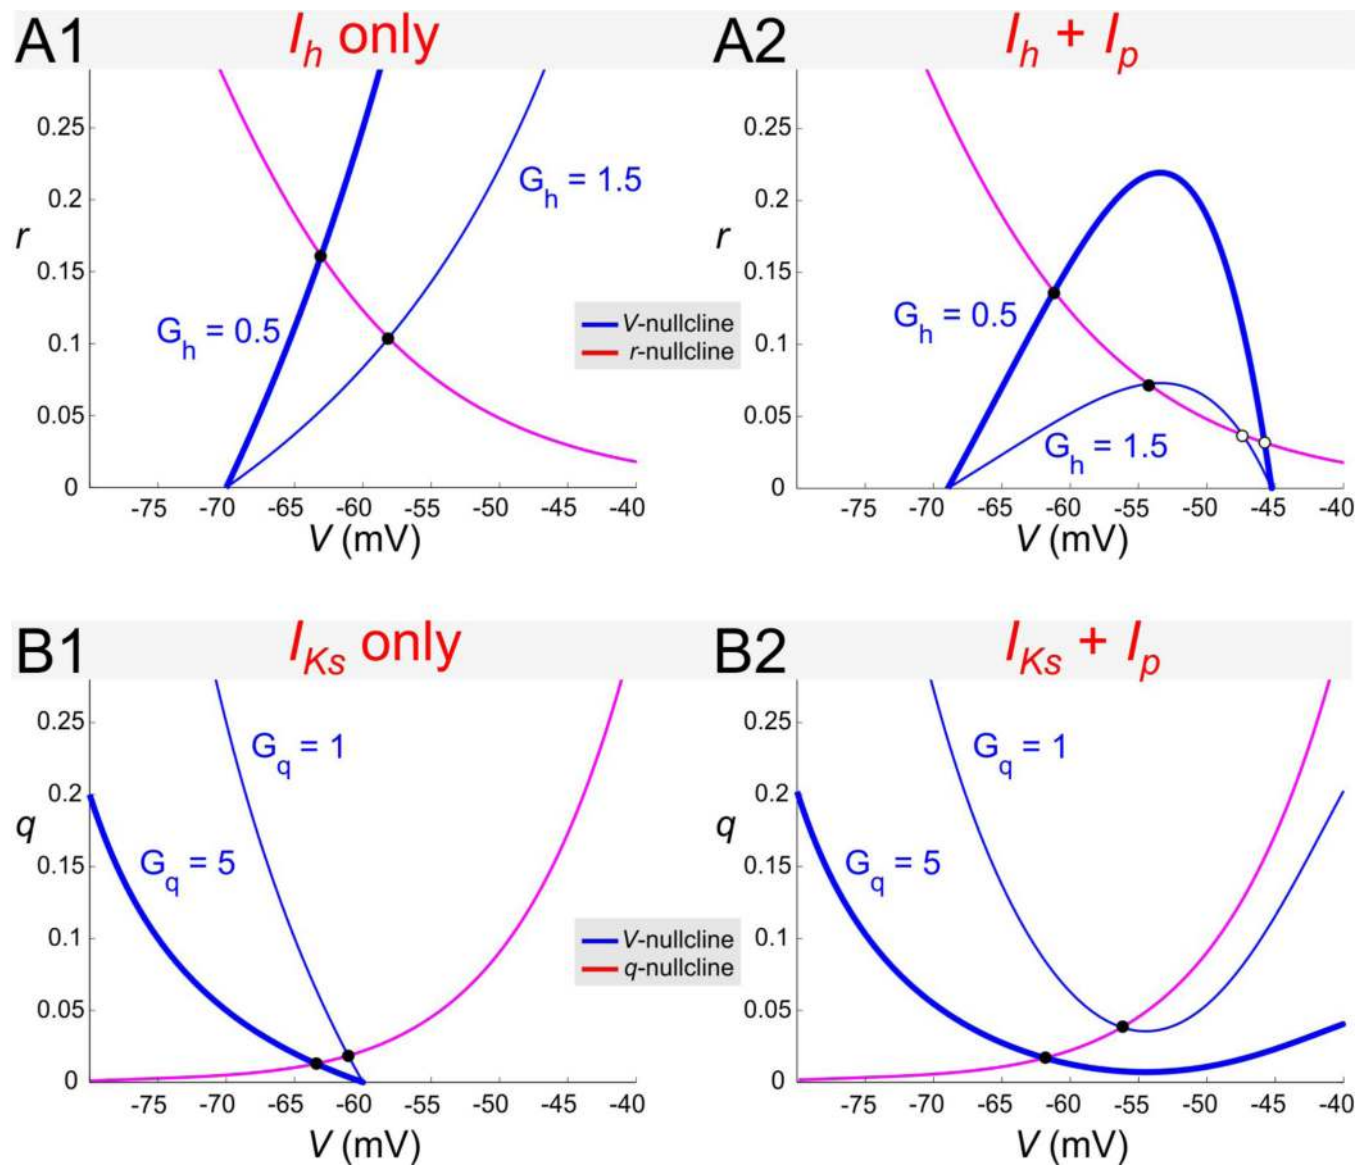 A1 I_h only
0.25
0.2
r
0.15
0.1
0.05
0
G_h = 0.5
G_h = 1.5
-75 -70 -65 -60 -55 -50 -45 -40
V (mV)
V-nullcline
r-nullcline
A2 I_h + I_p
0.25
0.2
r
0.15
0.1
0.05
0
G_h = 0.5
G_h = 1.5
-75 -70 -65 -60 -55 -50 -45 -40
V (mV)
B1 I_Ks only
0.25
0.2
q
0.15
0.1
0.05
0
G_q = 1
G_q = 5
-75 -70 -65 -60 -55 -50 -45 -40
V (mV)
V-nullcline
q-nullcline
B2 I_Ks + I_p
0.25
0.2
q
0.15
0.1
0.05
0
G_q = 1
G_q = 5
-75 -70 -65 -60 -55 -50 -45 -40
V (mV)